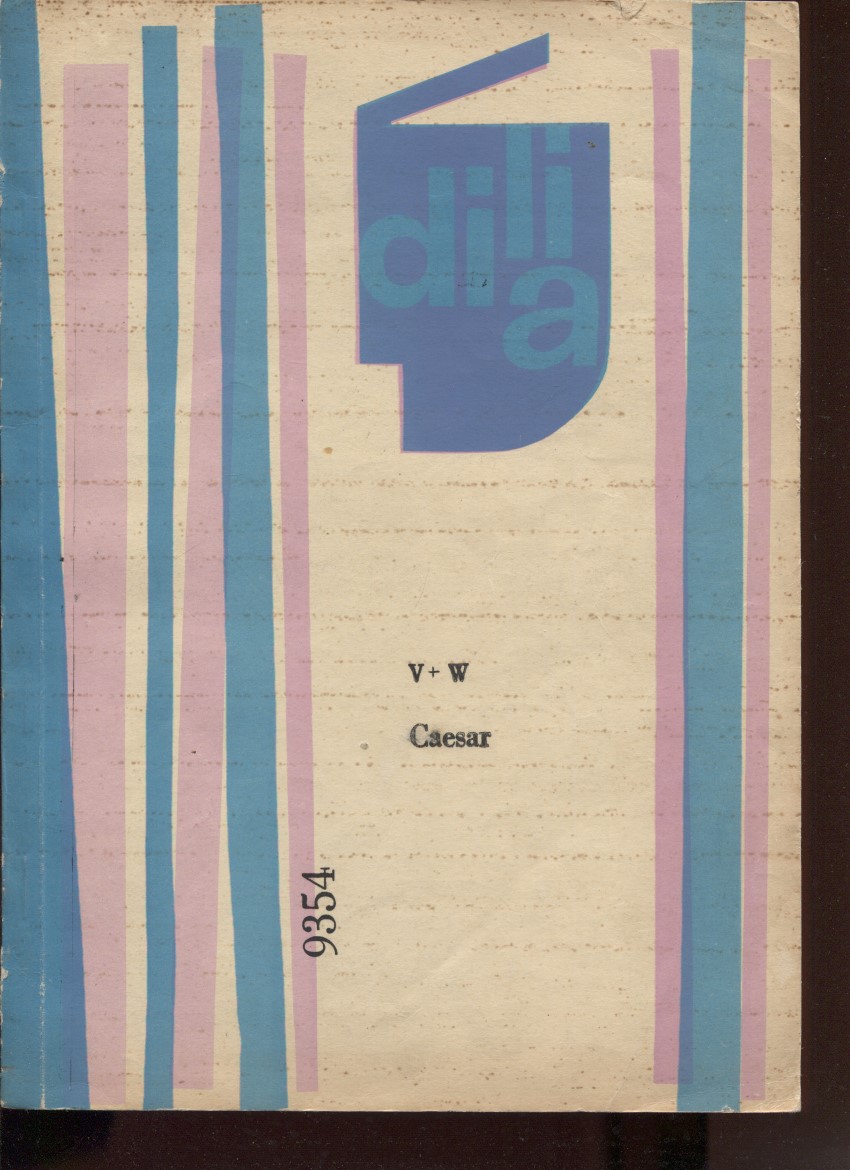 dilia
V + W
Caesar
9354